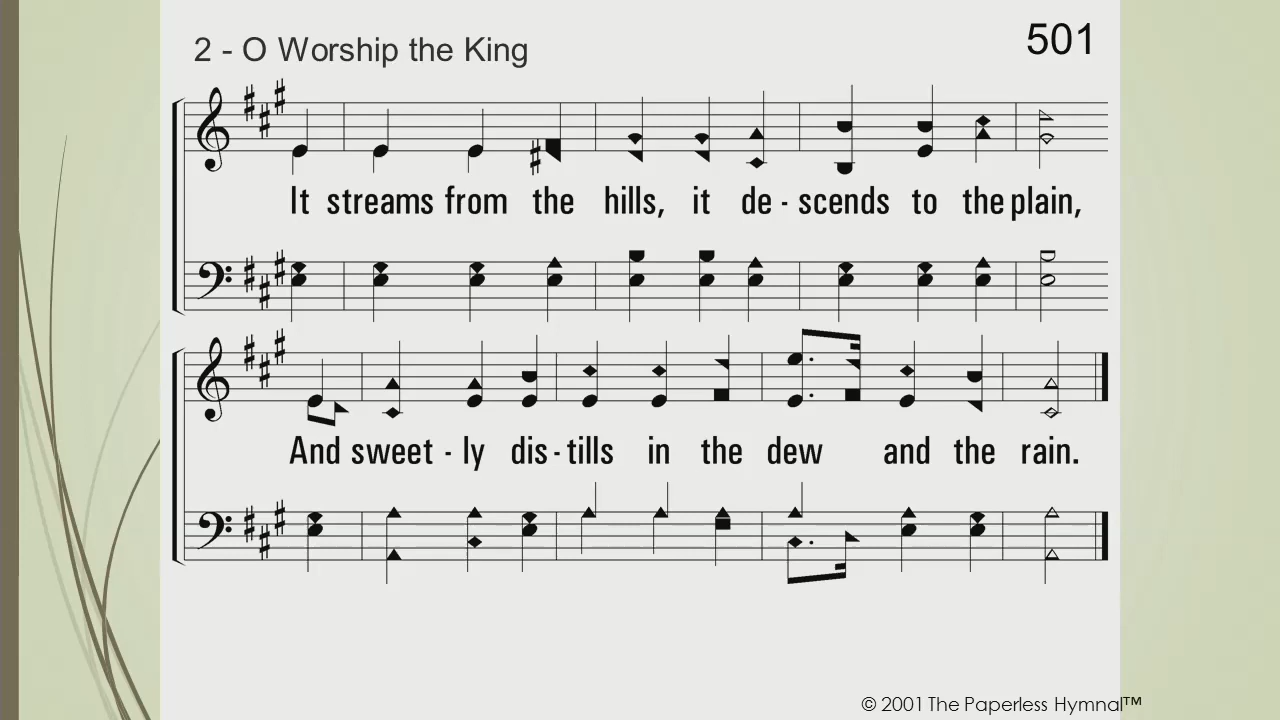 2 - O Worship the King
501
It streams from the hills, it de - scends to the plain,
And sweet - ly dis - tills in the dew and the rain.
© 2001 The Paperless Hymnal™